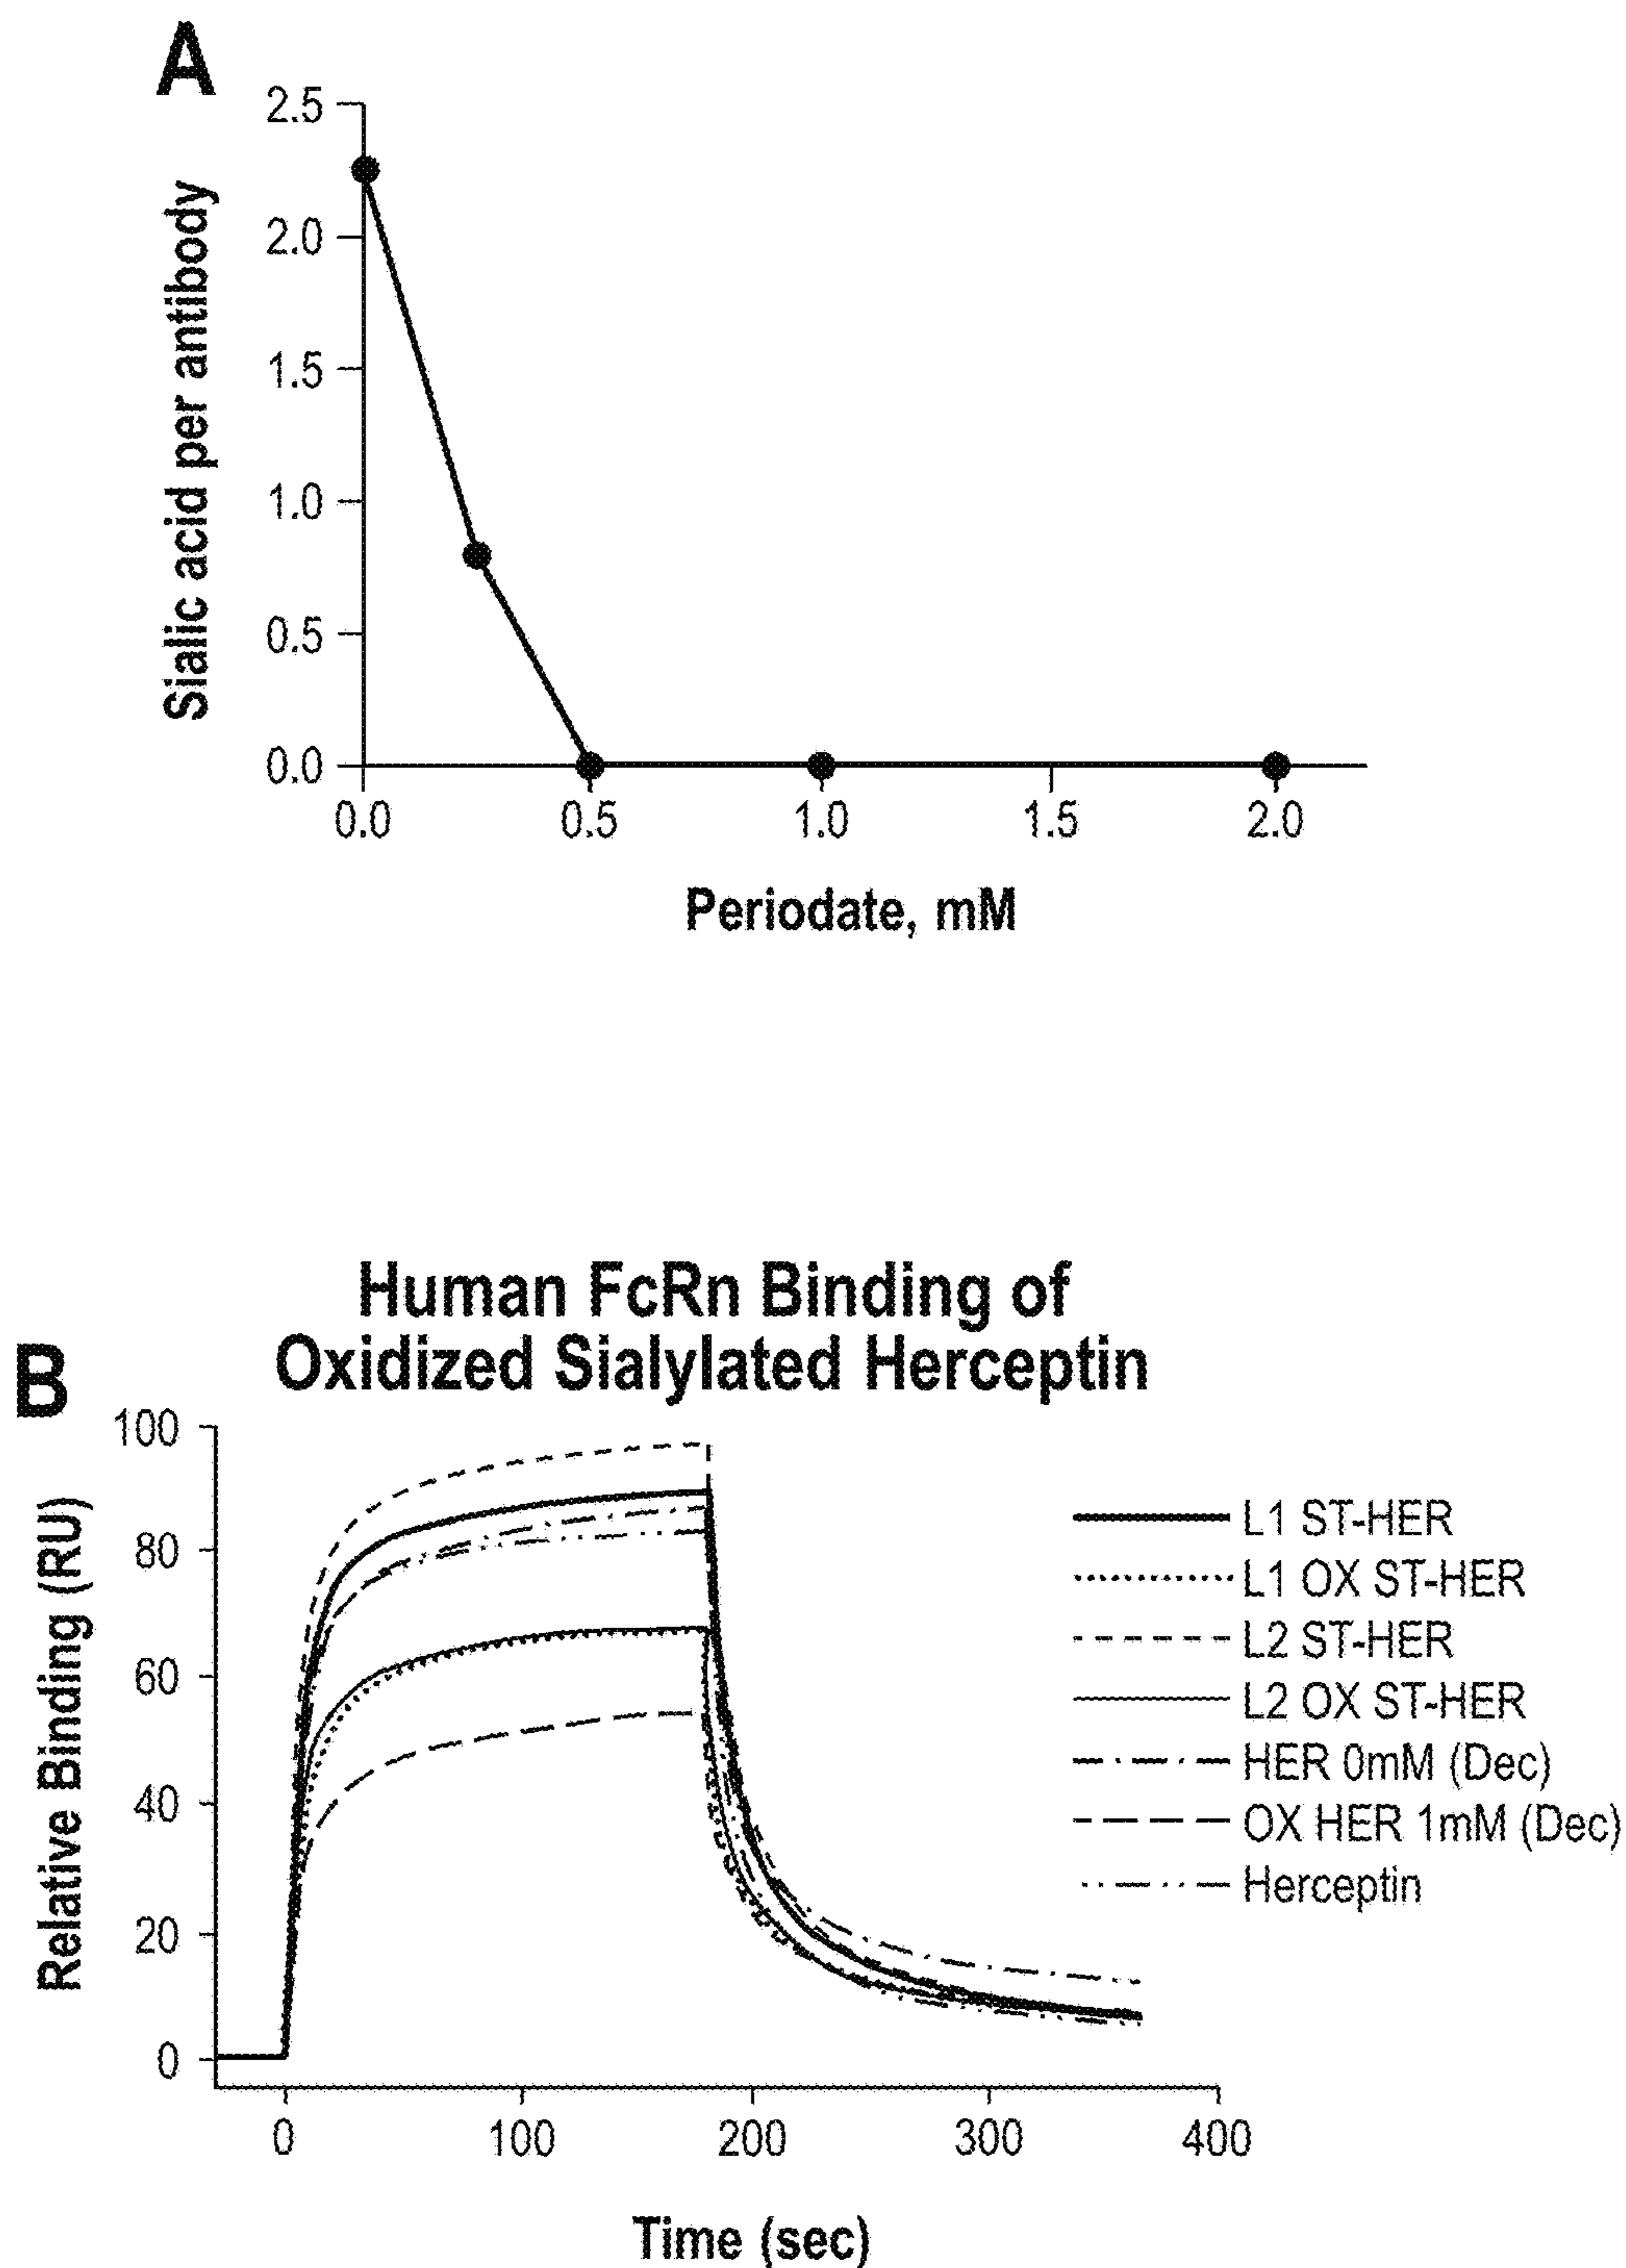 A
2.5
2.0
1.5
1.0
0.5
0.0
Sialic acid per antibody
0.0 0.5 1.0 1.5 2.0
Periodate, mM
Human FcRn Binding of
Oxidized Sialylated Herceptin
B
100
80
60
40
20
0
Relative Binding (RU)
L1 ST-HER
L1 OX ST-HER
L2 ST-HER
L2 OX ST-HER
HER 0mM (Dec)
OX HER 1mM (Dec)
Herceptin
0 100 200 300 400
Time (sec)